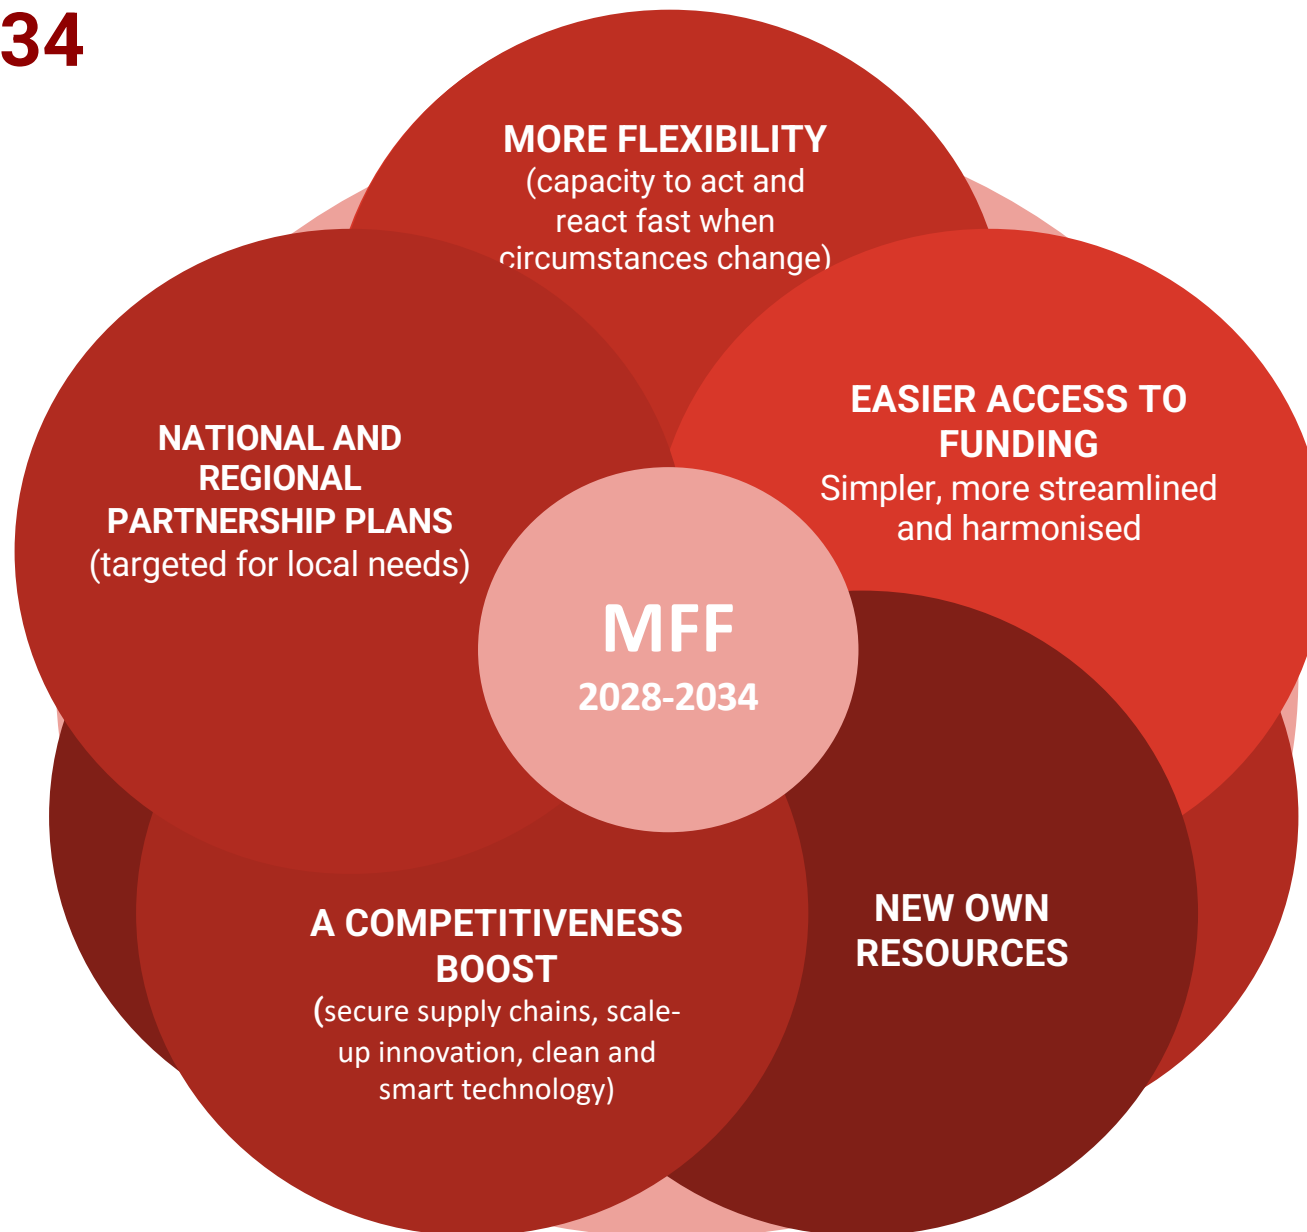 34
MORE FLEXIBILITY
(capacity to act and
react fast when
circumstances change)
EASIER ACCESS TO
FUNDING
Simpler, more streamlined
and harmonised
NATIONAL AND
REGIONAL
PARTNERSHIP PLANS
(targeted for local needs)
MFF
2028-2034
NEW OWN
RESOURCES
A COMPETITIVENESS
BOOST
(secure supply chains, scale-
up innovation, clean and
smart technology)